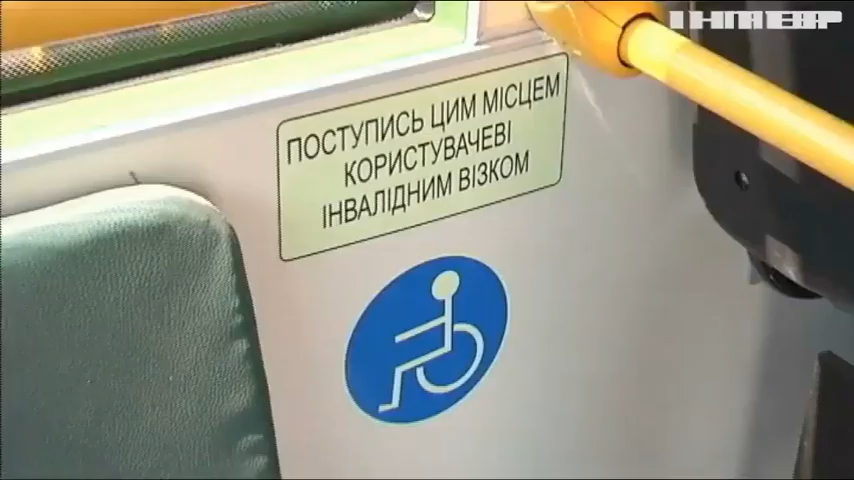 ІНТЕР
ПОСТУПИСЬ ЦИМ МІСЦЕМ
КОРИСТУВАЧЕВІ
ІНВАЛІДНИМ ВІЗКОМ